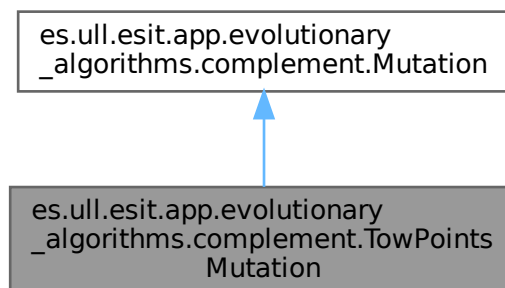 es.ull.esit.app.evolutionary
_algorithms.complement.Mutation
es.ull.esit.app.evolutionary
_algorithms.complement.TowPoints
Mutation